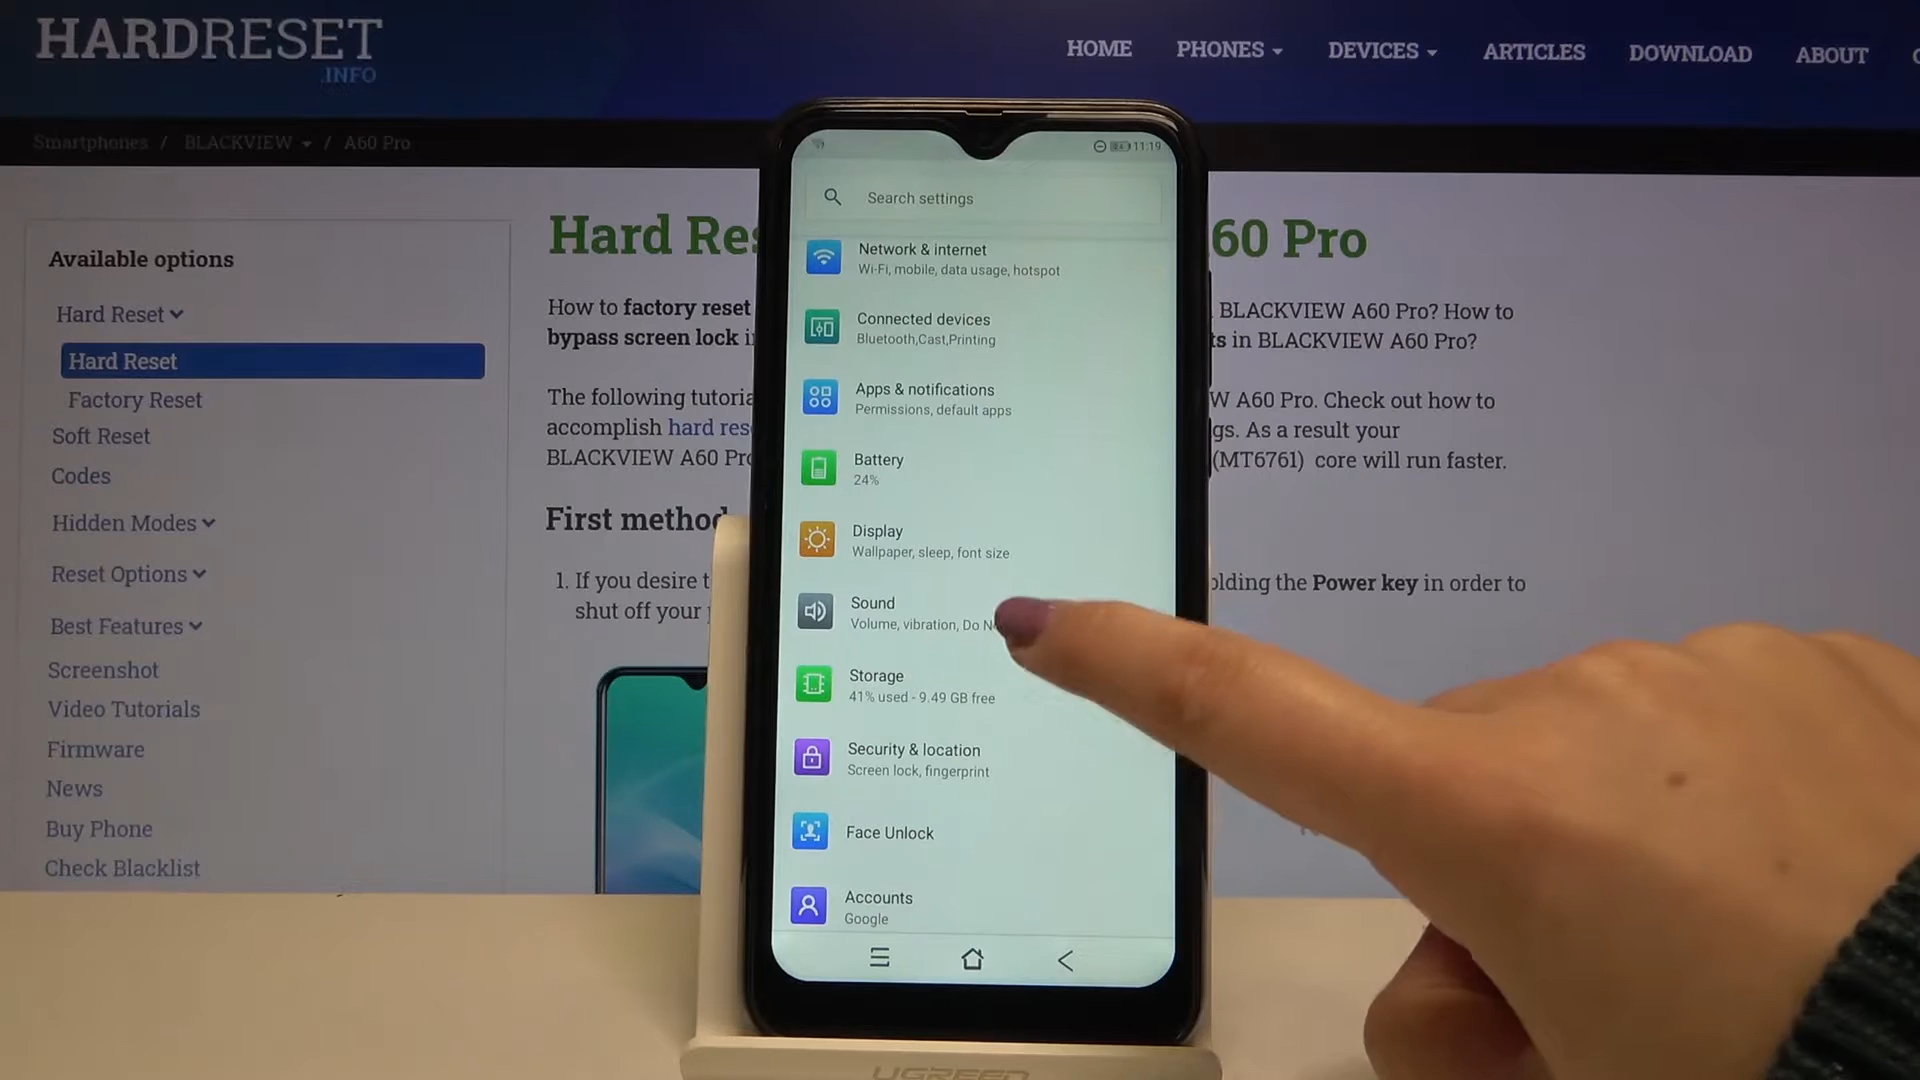 HARDRESET
.INFO
HOME PHONES DEVICES ARTICLES DOWNLOAD ABOUT
Smartphones / BLACKVIEW / A60 Pro
Available options
Hard Reset
Hard Reset
Factory Reset
Soft Reset
Codes
Hidden Modes
Reset Options
Best Features
Screenshot
Video Tutorials
Firmware
News
Buy Phone
Check Blacklist
Hard Res 60 Pro
How to factory reset BLACKVIEW A60 Pro? How to
bypass screen lock in ts in BLACKVIEW A60 Pro?
The following tutoria W A60 Pro. Check out how to
accomplish hard rese gs. As a result your
BLACKVIEW A60 Pro (MT6761) core will run faster.
First method
1. If you desire t olding the Power key in order to
shut off your
11:19
Search settings
Network & internet
Wi-Fi, mobile, data usage, hotspot
Connected devices
Bluetooth,Cast,Printing
Apps & notifications
Permissions, default apps
Battery
24%
Display
Wallpaper, sleep, font size
Sound
Volume, vibration, Do N
Storage
41% used - 9.49 GB free
Security & location
Screen lock, fingerprint
Face Unlock
Accounts
Google
UGREEN